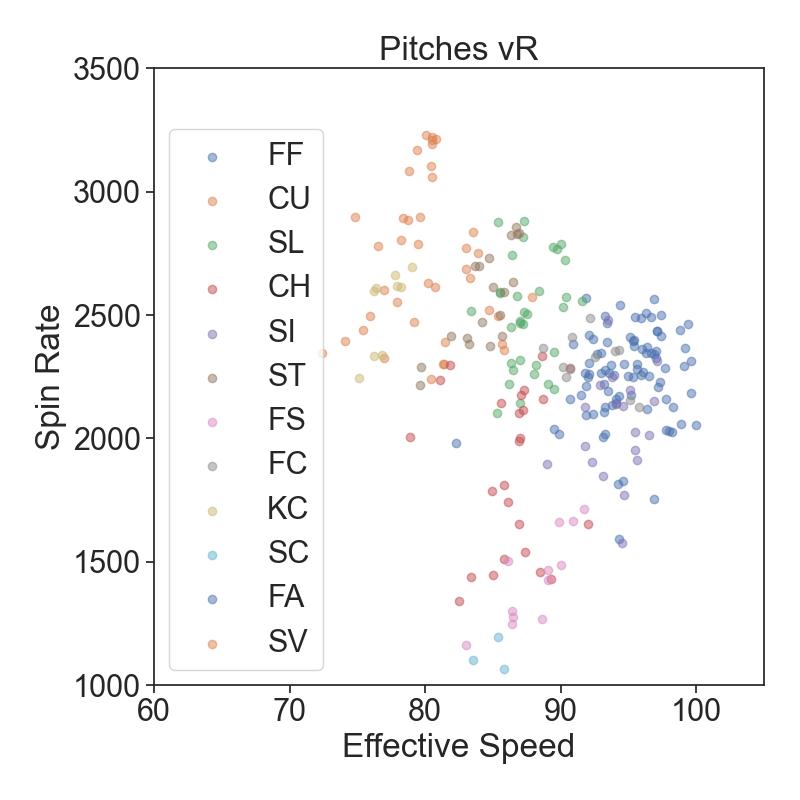 Pitches vR
3500
3000
2500
2000
1500
1000
Spin Rate
FF
CU
SL
CH
SI
ST
FS
FC
KC
SC
FA
SV
60 70 80 90 100
Effective Speed